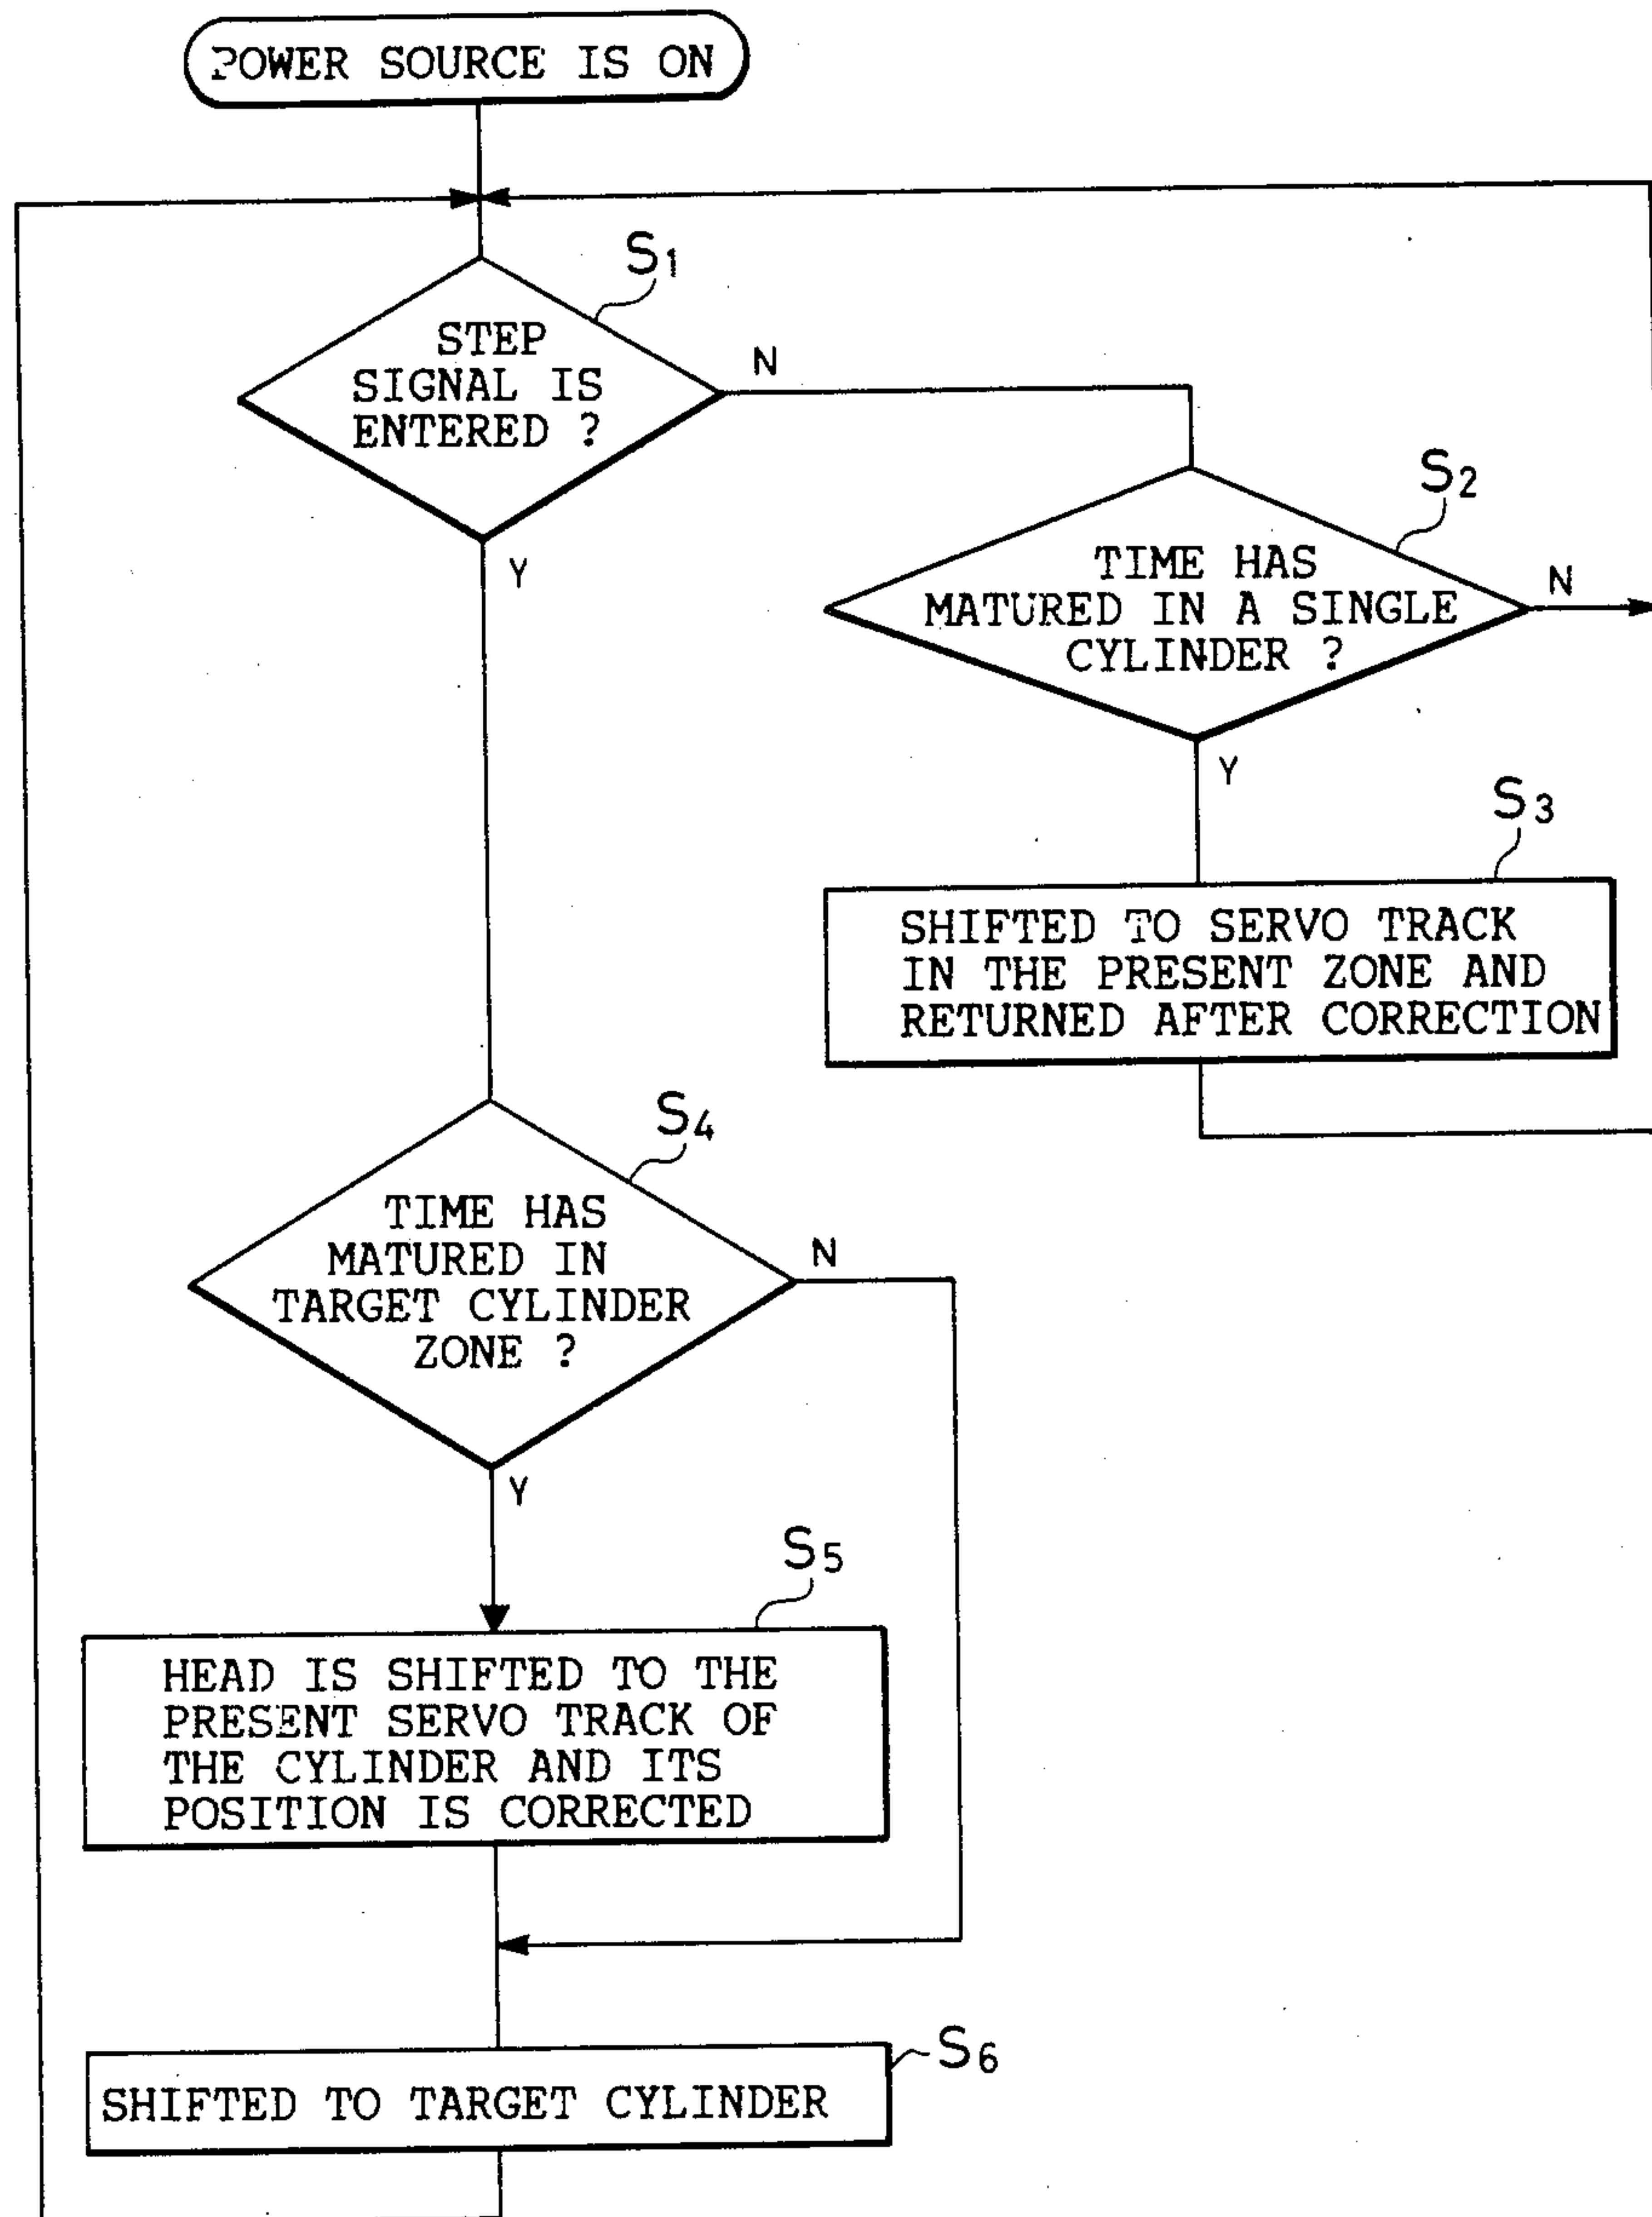 POWER SOURCE IS ON
S1
STEP
SIGNAL IS
ENTERED ?
N
Y
S2
TIME HAS
MATURED IN A SINGLE
CYLINDER ?
N
Y
S3
SHIFTED TO SERVO TRACK
IN THE PRESENT ZONE AND
RETURNED AFTER CORRECTION
S4
TIME HAS
MATURED IN
TARGET CYLINDER
ZONE ?
N
Y
S5
HEAD IS SHIFTED TO THE
PRESENT SERVO TRACK OF
THE CYLINDER AND ITS
POSITION IS CORRECTED
S6
SHIFTED TO TARGET CYLINDER